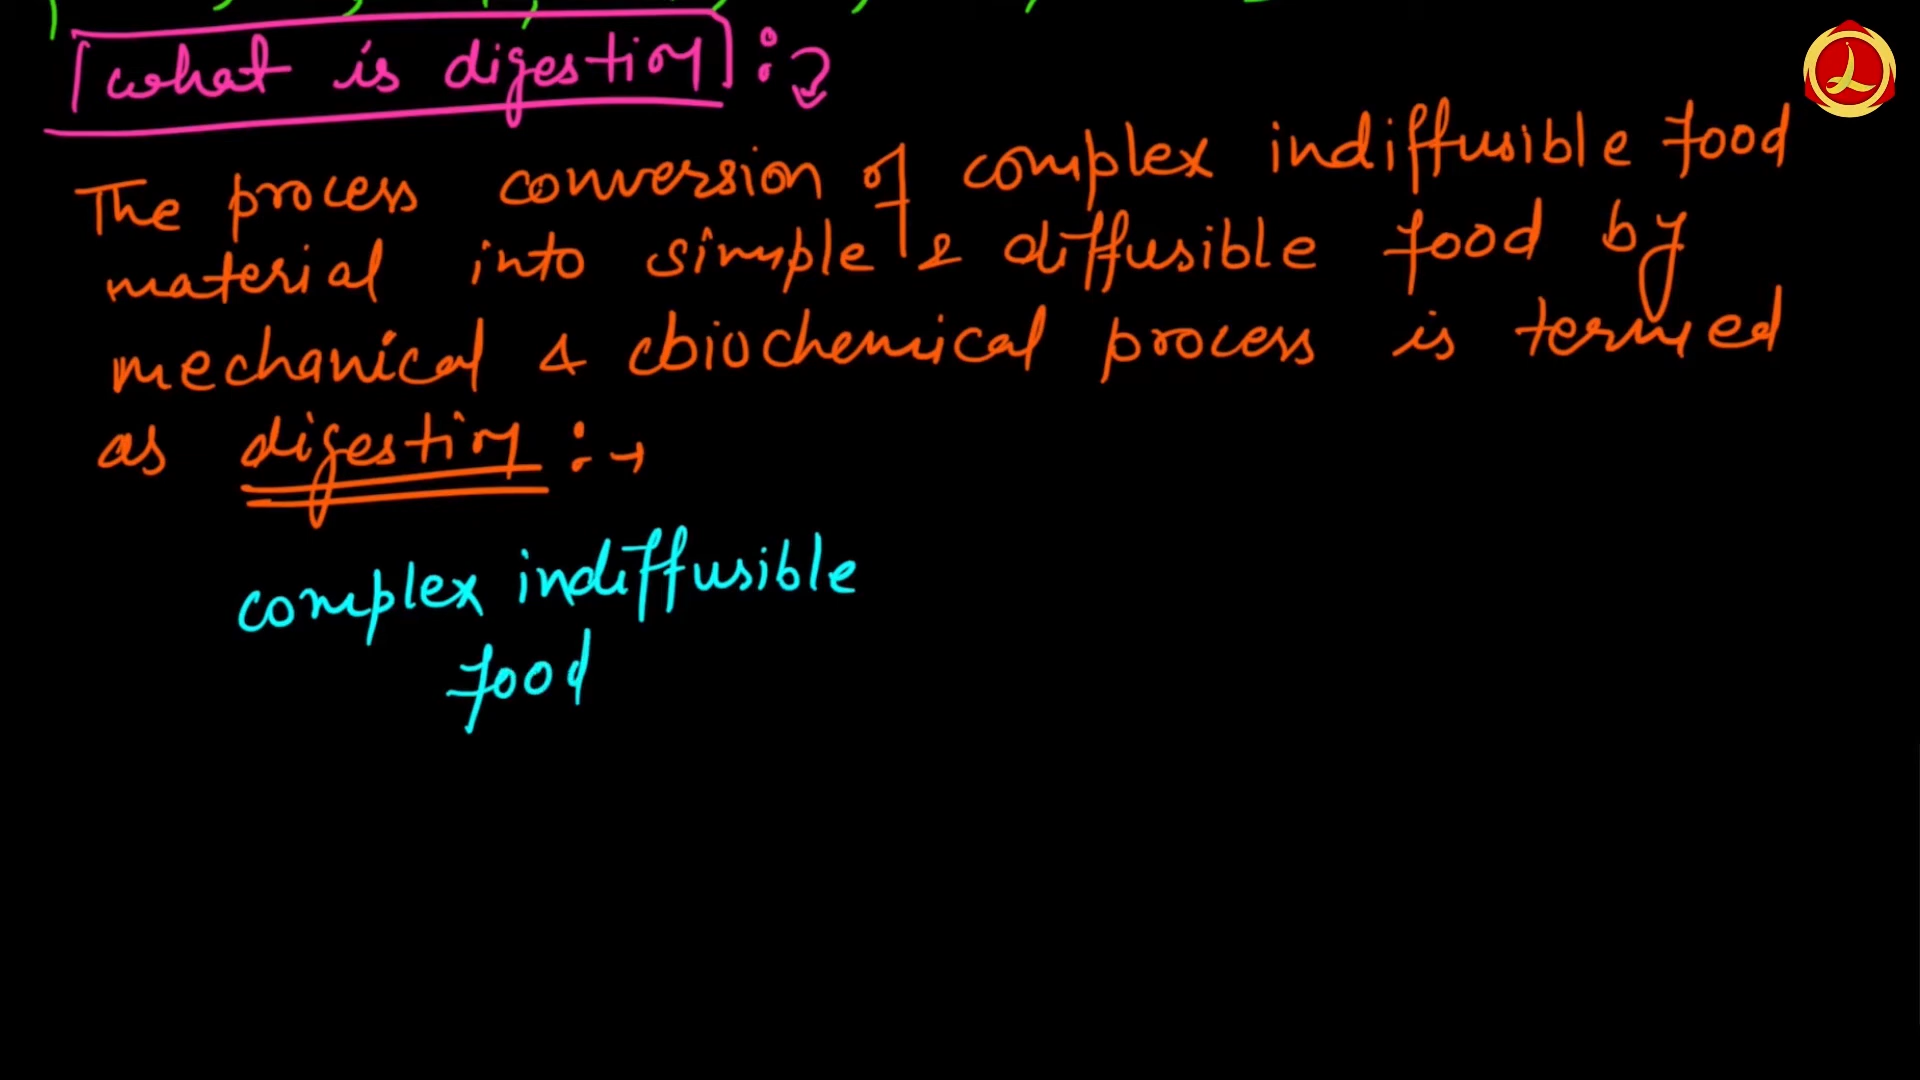 what is digestion :?
The process conversion of complex indiffusible food
material into simple & diffusible food by
mechanical & biochemical process is termed
as digestion :→
complex indiffusible
food